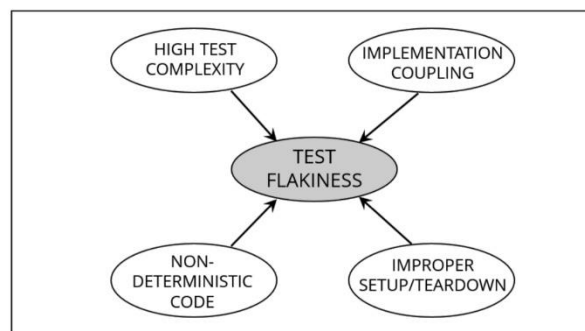 HIGH TEST
COMPLEXITY
IMPLEMENTATION
COUPLING
TEST
FLAKINESS
NON-
DETERMINISTIC
CODE
IMPROPER
SETUP/TEARDOWN